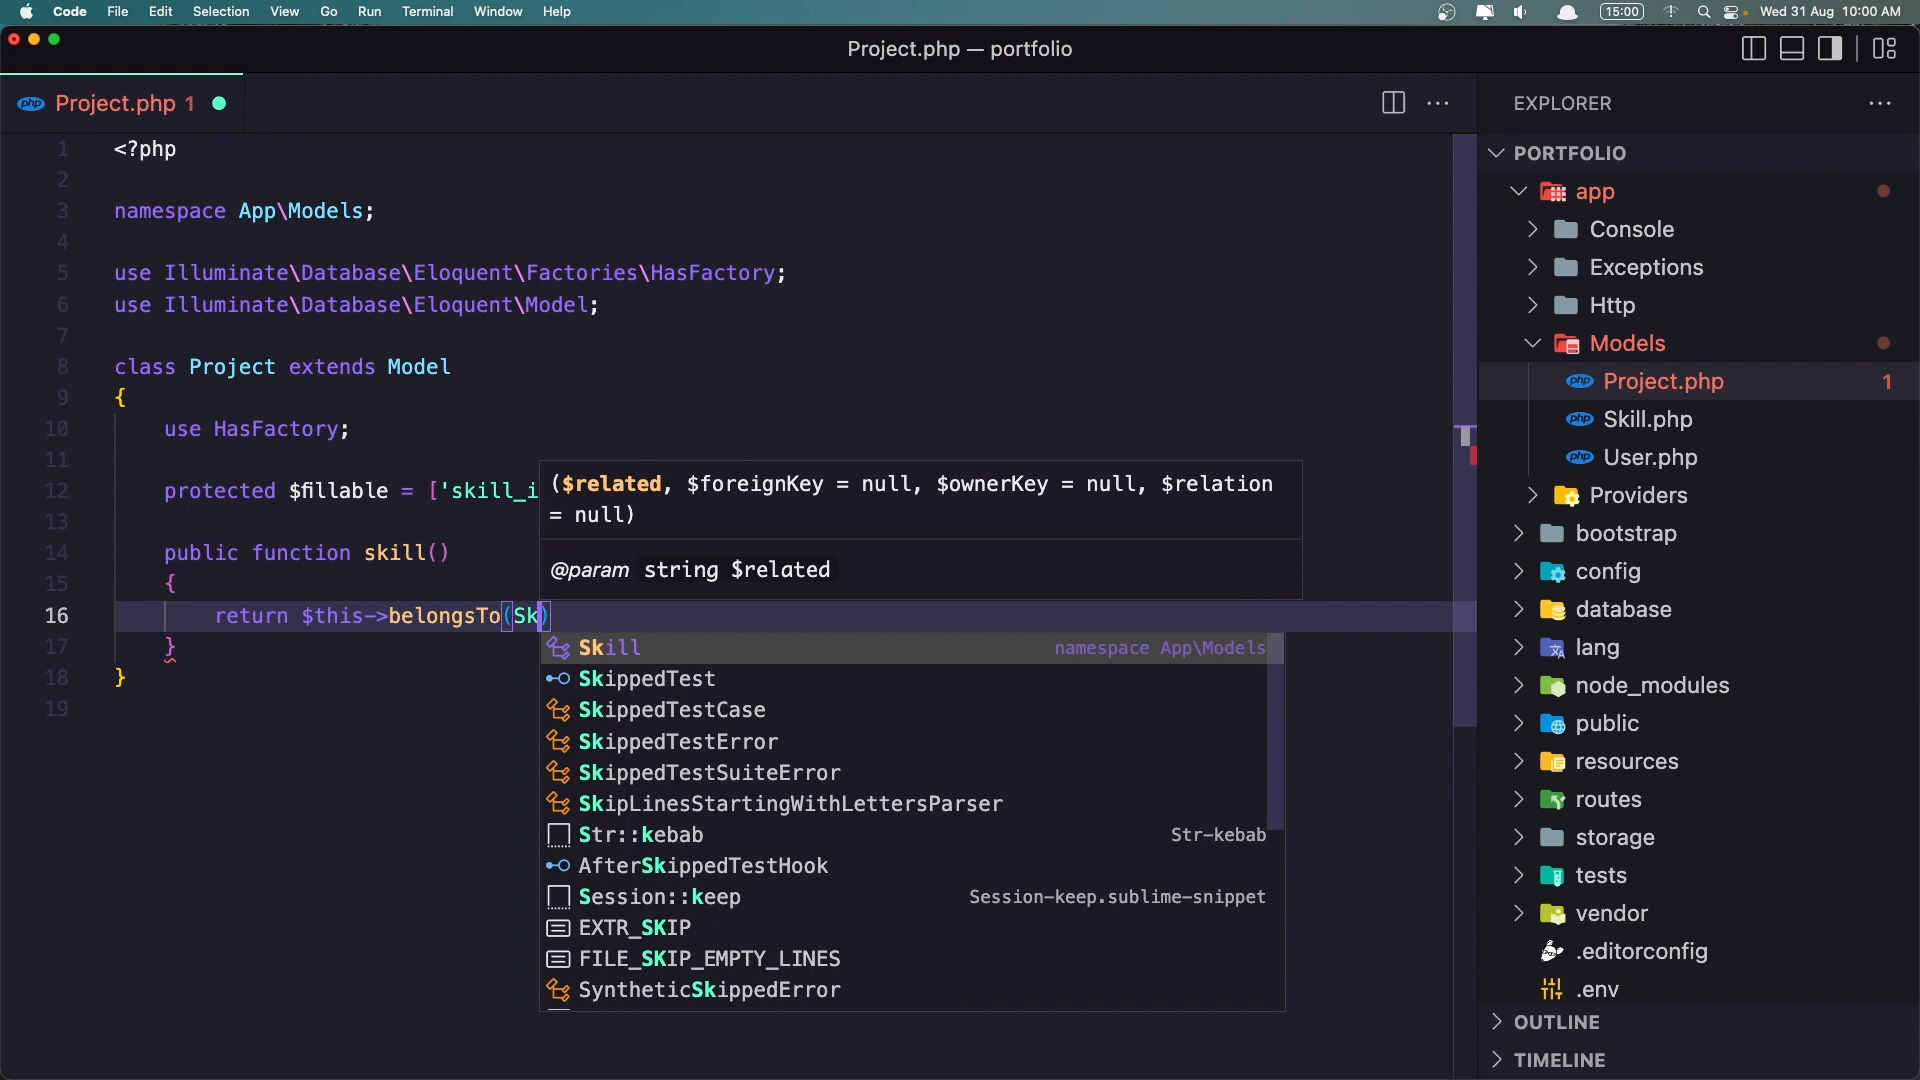 Code File Edit Selection View Go Run Terminal Window Help 15:00 Wed 31 Aug 10:00 AM
Project.php — portfolio
php Project.php 1
1 <?php
2
3 namespace App\Models;
4
5 use Illuminate\Database\Eloquent\Factories\HasFactory;
6 use Illuminate\Database\Eloquent\Model;
7
8 class Project extends Model
9 {
10 use HasFactory;
11
12 protected $fillable = ['skill_i
13
14 public function skill()
15 {
16 return $this->belongsTo(Sk)
17 }
18 }
19
($related, $foreignKey = null, $ownerKey = null, $relation
= null)
@param string $related
Skill namespace App\Models
SkippedTest
SkippedTestCase
SkippedTestError
SkippedTestSuiteError
SkipLinesStartingWithLettersParser
Str::kebab Str-kebab
AfterSkippedTestHook
Session::keep Session-keep.sublime-snippet
EXTR_SKIP
FILE_SKIP_EMPTY_LINES
SyntheticSkippedError
EXPLORER
PORTFOLIO
app
Console
Exceptions
Http
Models
php Project.php 1
php Skill.php
php User.php
Providers
bootstrap
config
database
lang
node_modules
public
resources
routes
storage
tests
vendor
.editorconfig
.env
OUTLINE
TIMELINE